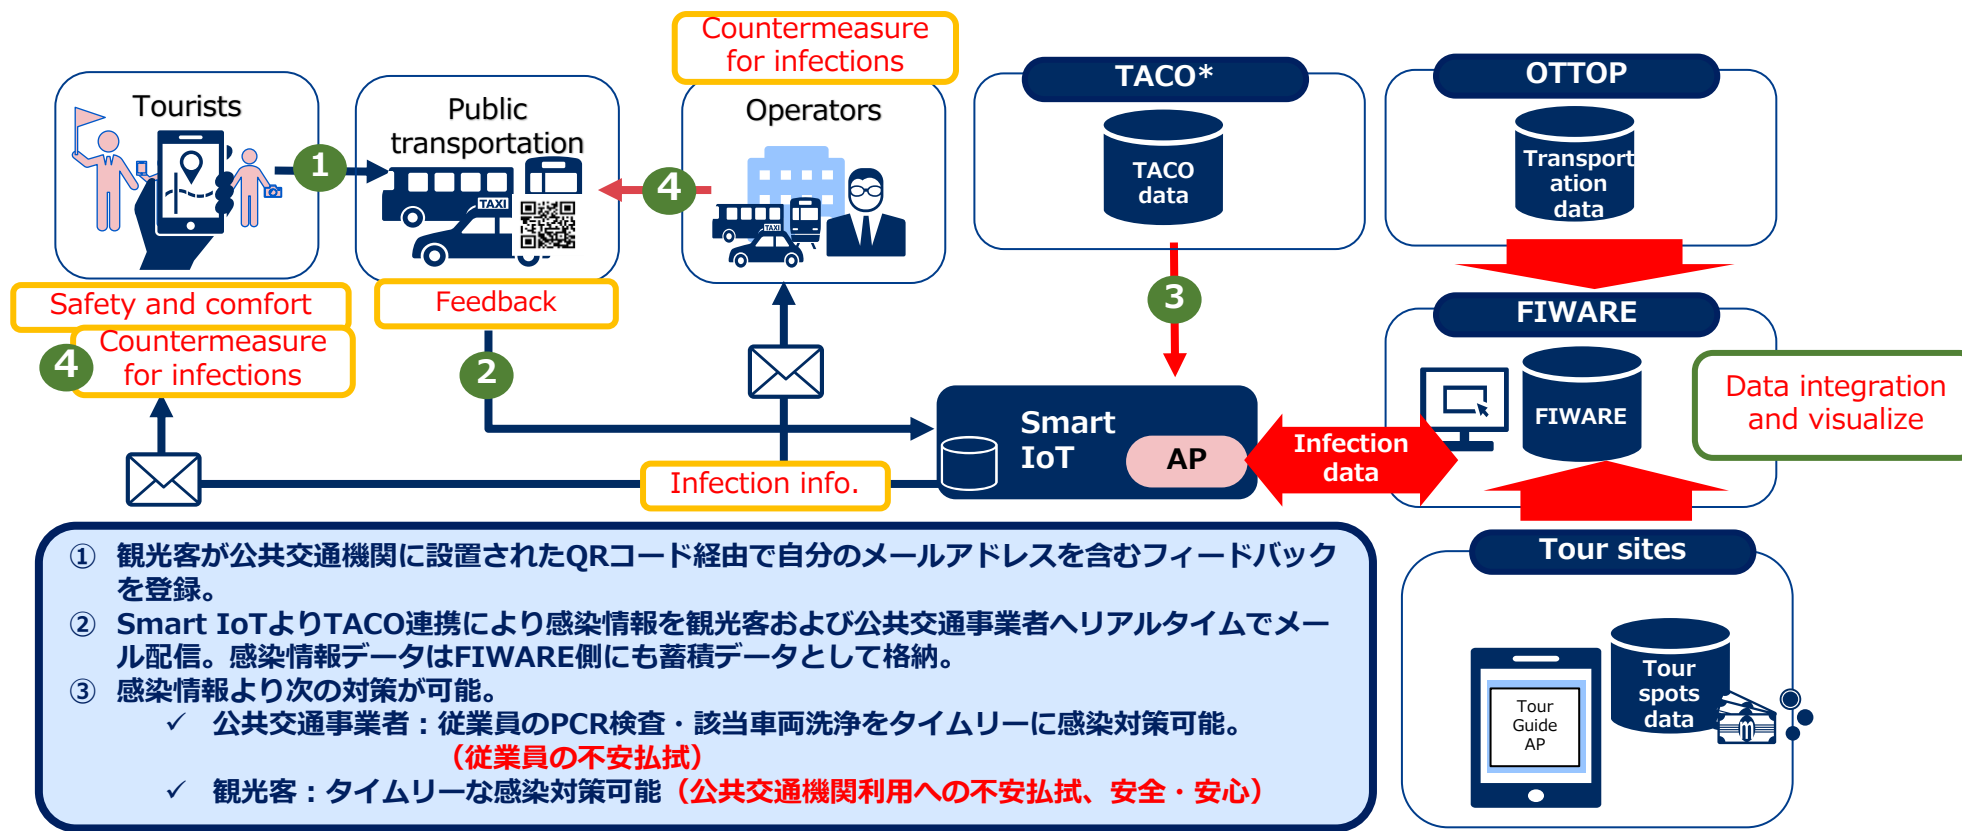 Countermeasure
for infections
Tourists
Public
transportation
Operators
TACO*
OTTOP
1
4
TAXI
TAXI
TACO
data
Transport
ation
data
Safety and comfort
4
Countermeasure
for infections
Feedback
2
3
FIWARE
FIWARE
Data integration
and visualize
Smart
IoT
AP
Infection
data
Infection info.
Tour sites
Tour
spots
data
Tour
Guide
AP
m
① 観光客が公共交通機関に設置されたQRコード経由で自分のメールアドレスを含むフィードバック
を登録。
② Smart IoTよりTACO連携により感染情報を観光客および公共交通事業者へリアルタイムでメー
ル配信。感染情報データはFIWARE側にも蓄積データとして格納。
③ 感染情報より次の対策が可能。
✓ 公共交通事業者：従業員のPCR検査・該当車両洗浄をタイムリーに感染対策可能。
（従業員の不安払拭）
✓ 観光客：タイムリーな感染対策可能（公共交通機関利用への不安払拭、安全・安心）